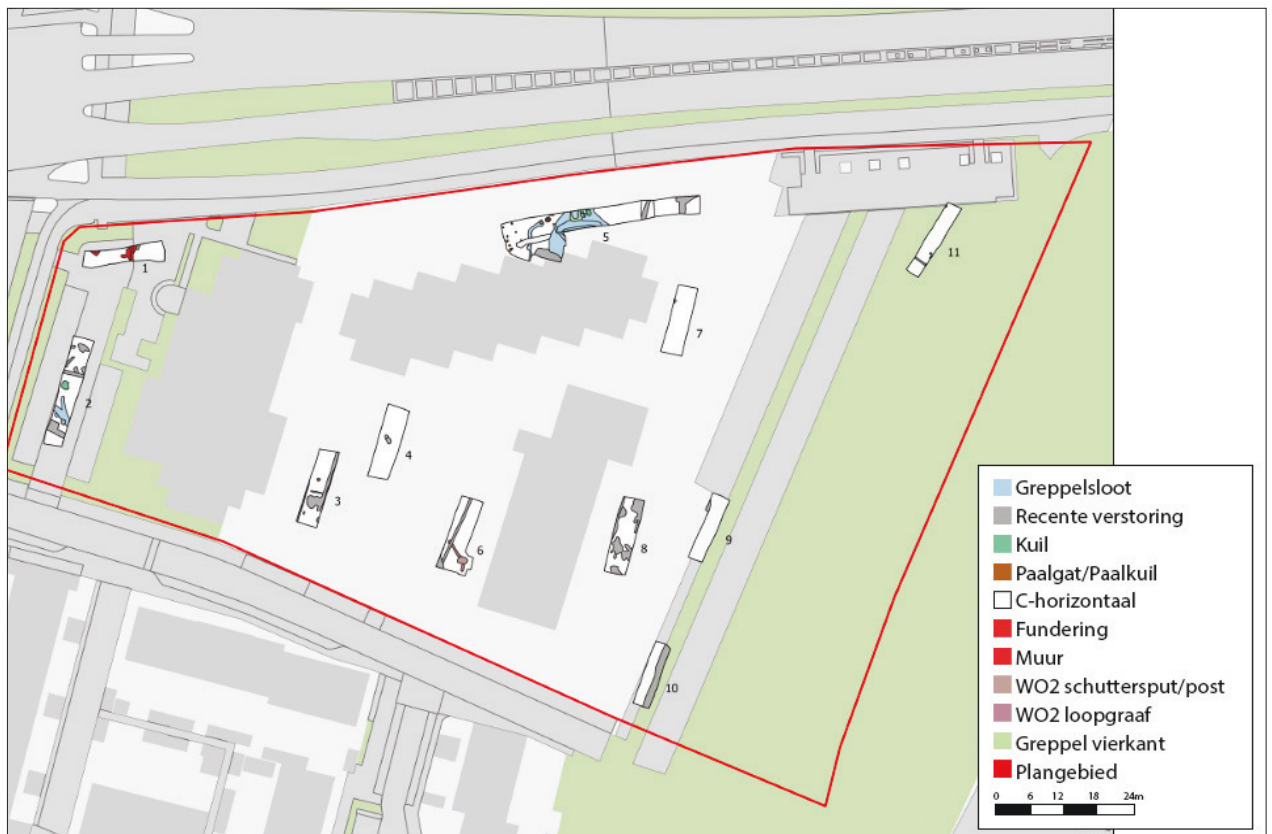 5
1
11
7
2
4
3
6
8
9
10
Greppelsloot
Recente verstoring
Kuil
Paalgat/Paalkuil
C-horizontaal
Fundering
Muur
WO2 schuttersput/post
WO2 loopgraaf
Greppel vierkant
Plangebied
0 6 12 18 24m